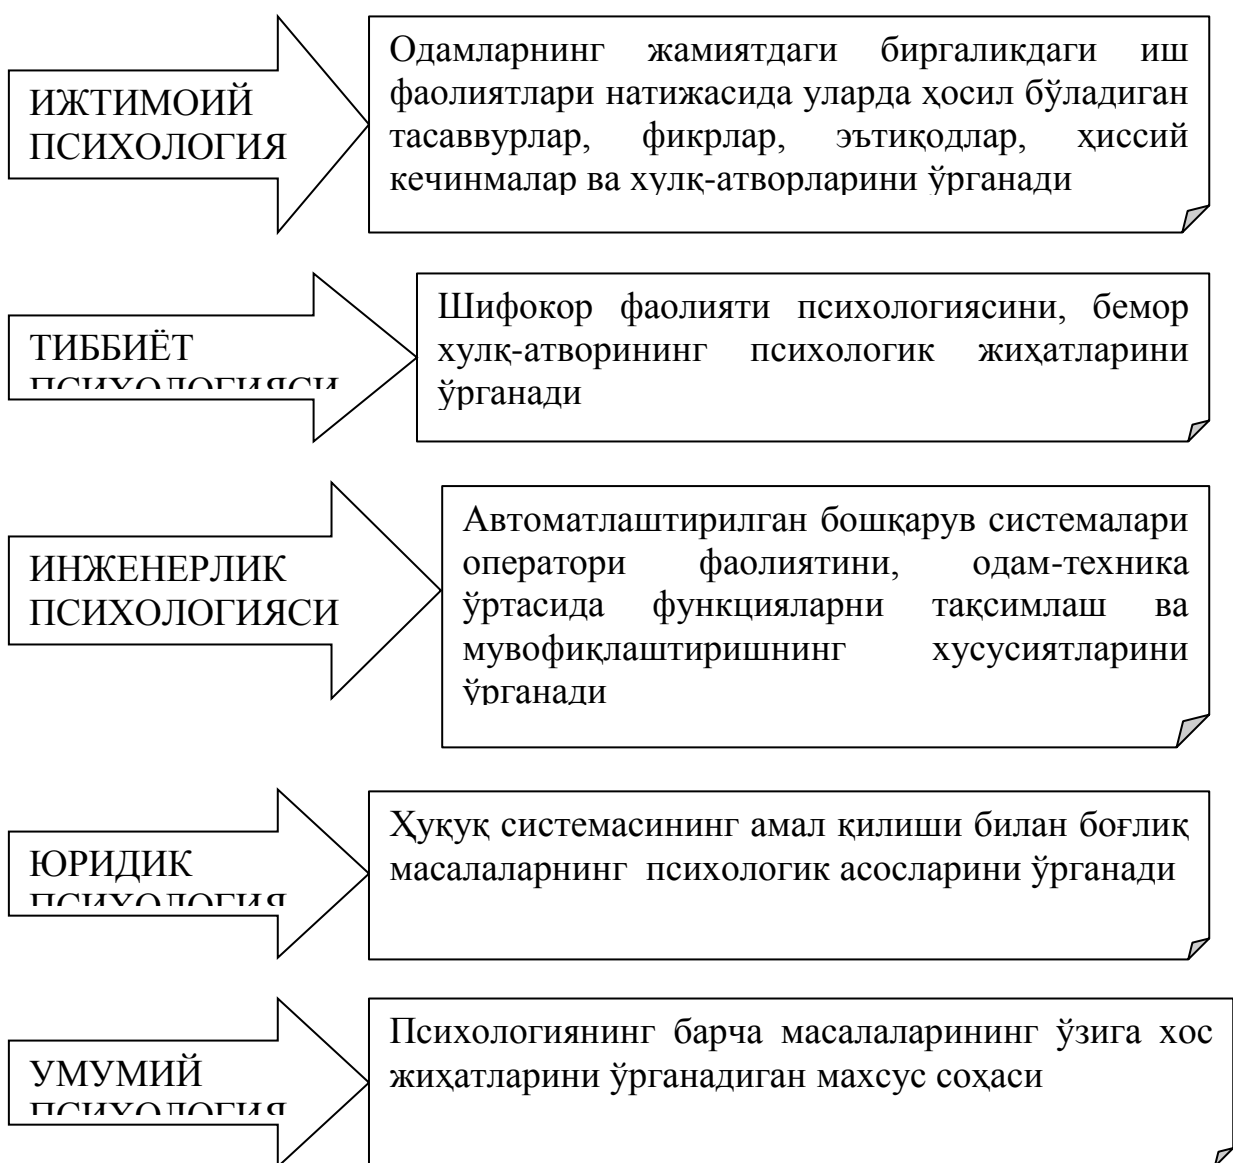 ИЖТИМОИЙ
ПСИХОЛОГИЯ
Одамларнинг жамиятдаги биргаликдаги иш
фаолиятлари натижасида уларда ҳосил бўладиган
тасаввурлар, фикрлар, эътиқодлар, ҳиссий
кечинмалар ва хулқ-атворларини ўрганади
ТИББИЁТ
ПСИХОЛОГИЯСИ
Шифокор фаолияти психологиясини, бемор
хулқ-атворининг психологик жиҳатларини
ўрганади
ИНЖЕНЕРЛИК
ПСИХОЛОГИЯСИ
Автоматлаштирилган бошқарув системалари
оператори фаолиятини, одам-техника
ўртасида функцияларни тақсимлаш ва
мувофиқлаштиришнинг хусусиятларини
ўрганади
ЮРИДИК
ПСИХОЛОГИЯ
Ҳуқуқ системасининг амал қилиши билан боғлиқ
масалаларнинг психологик асосларини ўрганади
УМУМИЙ
ПСИХОЛОГИЯ
Психологиянинг барча масалаларининг ўзига хос
жиҳатларини ўрганадиган махсус соҳаси